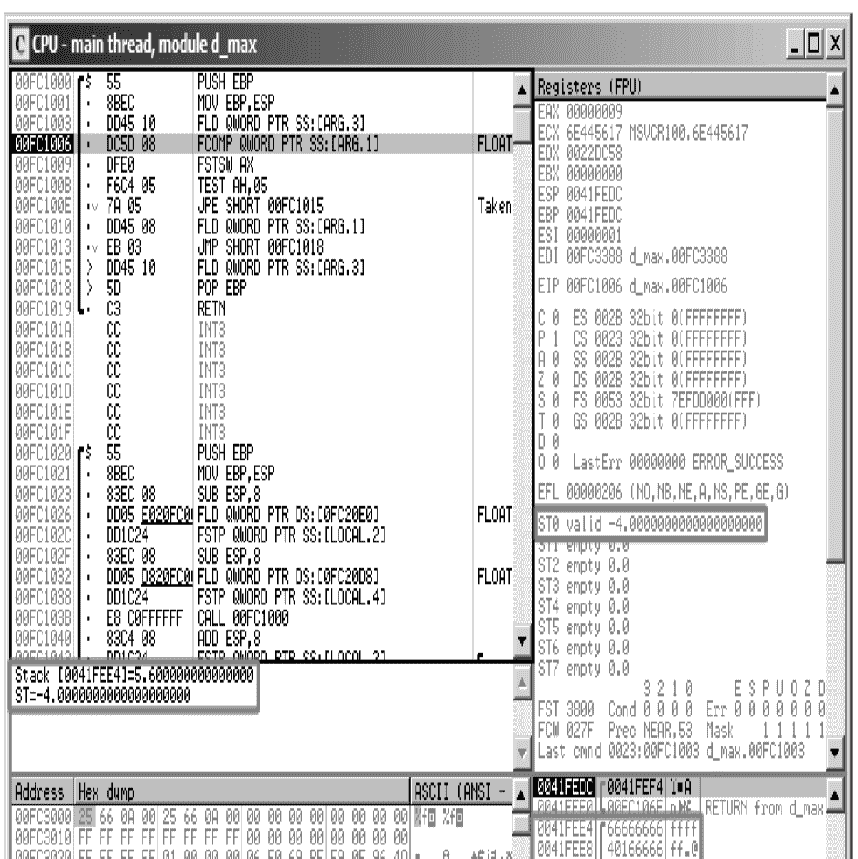 CPU - main thread, module d_max
00FC1000 $ 55 PUSH EBP
00FC1001 . 8BEC MOV EBP,ESP
00FC1003 . DD45 10 FLD QWORD PTR SS:[ARG.3]
00FC1006 . DC5D 08 FCOMP QWORD PTR SS:[ARG.1] FLOAT
00FC1009 . DFE0 FSTSW AX
00FC100B . F6C4 05 TEST AH,05
00FC100E .v 7A 05 JPE SHORT 00FC1015 Taken
00FC1010 . DD45 08 FLD QWORD PTR SS:[ARG.1]
00FC1013 .v EB 03 JMP SHORT 00FC1018
00FC1015 > DD45 10 FLD QWORD PTR SS:[ARG.3]
00FC1018 > 5D POP EBP
00FC1019 . C3 RETN
00FC101A CC INT3
00FC101B CC INT3
00FC101C CC INT3
00FC101D CC INT3
00FC101E CC INT3
00FC101F CC INT3
00FC1020 $ 55 PUSH EBP
00FC1021 . 8BEC MOV EBP,ESP
00FC1023 . 83EC 08 SUB ESP,8
00FC1026 . DD05 E020FC00 FLD QWORD PTR DS:[0FC20E0] FLOAT
00FC102C . DD1C24 FSTP QWORD PTR SS:[LOCAL.2]
00FC102F . 83EC 08 SUB ESP,8
00FC1032 . DD05 D820FC00 FLD QWORD PTR DS:[0FC20D8] FLOAT
00FC1038 . DD1C24 FSTP QWORD PTR SS:[LOCAL.4]
00FC103B . E8 C0FFFFFF CALL 00FC1000
00FC1040 . 83C4 08 ADD ESP,8
00FC1043 . DD1C24 FSTP QWORD PTR SS:[LOCAL.2]
Stack [0041FEE4]=5.600000000000000
ST=-4.0000000000000000000
Registers (FPU)
EAX 00000009
ECX 6E445617 MSVCR100.6E445617
EDX 0022DC58
EBX 00000000
ESP 0041FEDC
EBP 0041FEDC
ESI 00000001
EDI 00FC3388 d_max.00FC3388
EIP 00FC1006 d_max.00FC1006
C 0 ES 002B 32bit 0(FFFFFFFF)
P 1 CS 0023 32bit 0(FFFFFFFF)
A 0 SS 002B 32bit 0(FFFFFFFF)
Z 0 DS 002B 32bit 0(FFFFFFFF)
S 0 FS 0053 32bit 7EFDD000(FFF)
T 0 GS 002B 32bit 0(FFFFFFFF)
D 0
O 0 LastErr 00000000 ERROR_SUCCESS
EFL 00000206 (NO,NB,NE,A,NS,PE,GE,G)
ST0 valid -4.0000000000000000000
ST1 empty 0.0
ST2 empty 0.0
ST3 empty 0.0
ST4 empty 0.0
ST5 empty 0.0
ST6 empty 0.0
ST7 empty 0.0
3 2 1 0 E S P U O Z D
FST 3800 Cond 0 0 0 0 Err 0 0 0 0 0 0 0
FCW 027F Prec NEAR,53 Mask 1 1 1 1 1
Last cmnd 0023:00FC1003 d_max.00FC1003
Address Hex dump ASCII (ANSI -
00FC3000 25 66 0A 00 25 66 0A 00 00 00 00 00 00 00 00 00 %f %f
00FC3010 FF FF FF FF FF FF FF FF 00 00 00 00 00 00 00 00
0041FEDC 0041FEF4
0041FEE0 00FC106E RETURN from d_max
0041FEE4 66666666 ffff
0041FEE8 40166666 ff